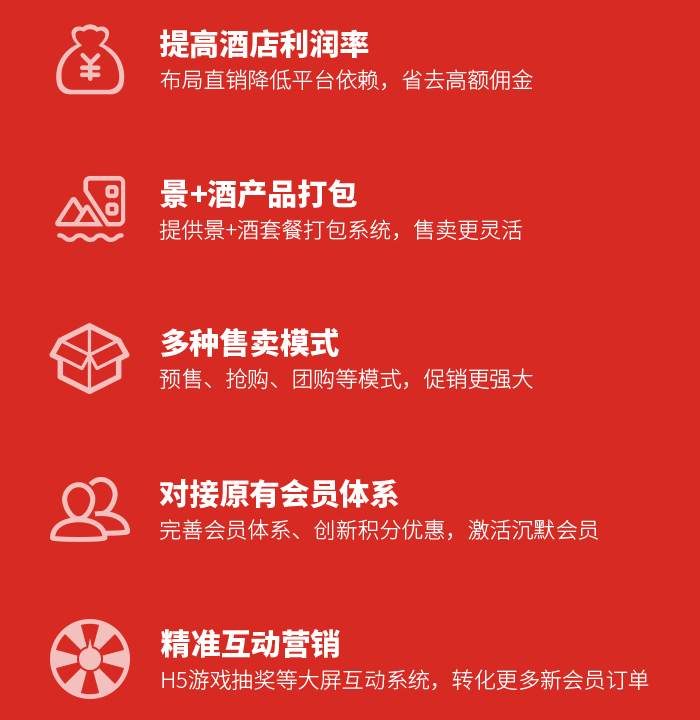 提高酒店利润率
布局直销降低平台依赖，省去高额佣金
景+酒产品打包
提供景+酒套餐打包系统，售卖更灵活
多种售卖模式
预售、抢购、团购等模式，促销更强大
对接原有会员体系
完善会员体系、创新积分优惠，激活沉默会员
精准互动营销
H5游戏抽奖等大屏互动系统，转化更多新会员订单